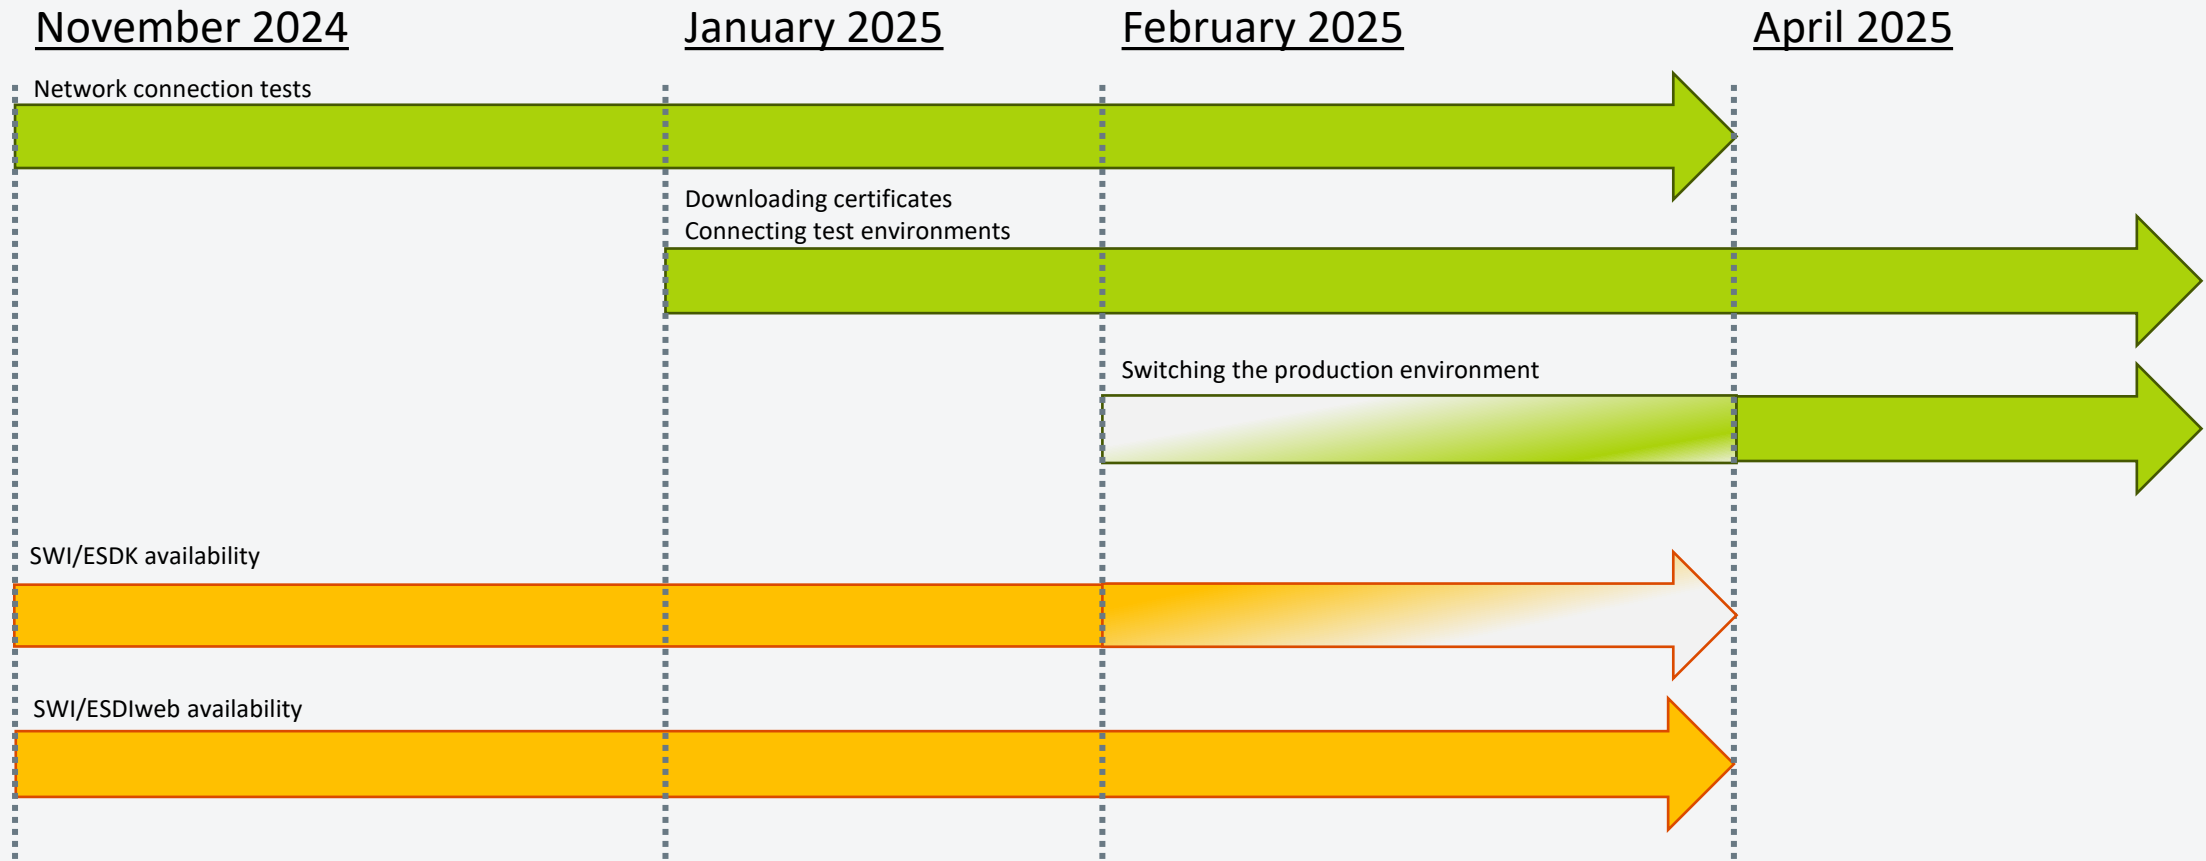 November 2024
January 2025
February 2025
April 2025
Network connection tests
Downloading certificates
Connecting test environments
Switching the production environment
SWI/ESDK availability
SWI/ESDIweb availability